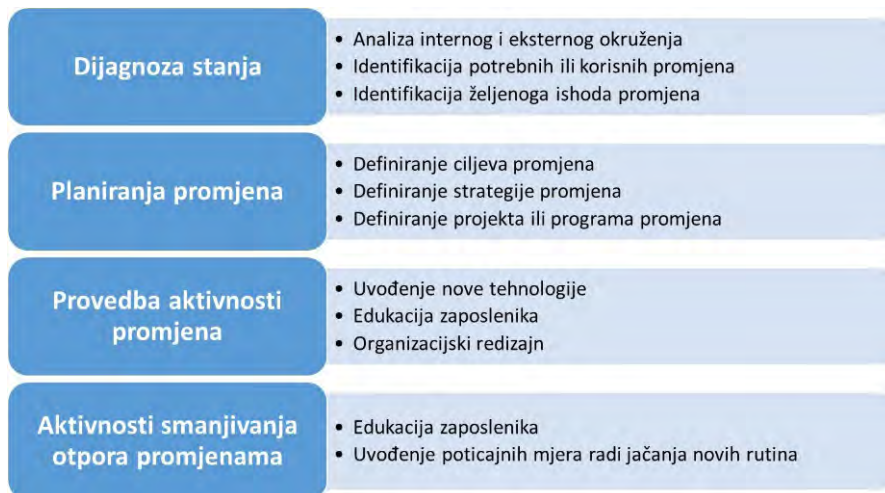 Dijagnoza stanja
• Analiza internog i eksternog okruženja
• Identifikacija potrebnih ili korisnih promjena
• Identifikacija željenoga ishoda promjena
Planiranja promjena
• Definiranje ciljeva promjena
• Definiranje strategije promjena
• Definiranje projekta ili programa promjena
Provedba aktivnosti
promjena
• Uvođenje nove tehnologije
• Edukacija zaposlenika
• Organizacijski redizajn
Aktivnosti smanjivanja
otpora promjenama
• Edukacija zaposlenika
• Uvođenje poticajnih mjera radi jačanja novih rutina